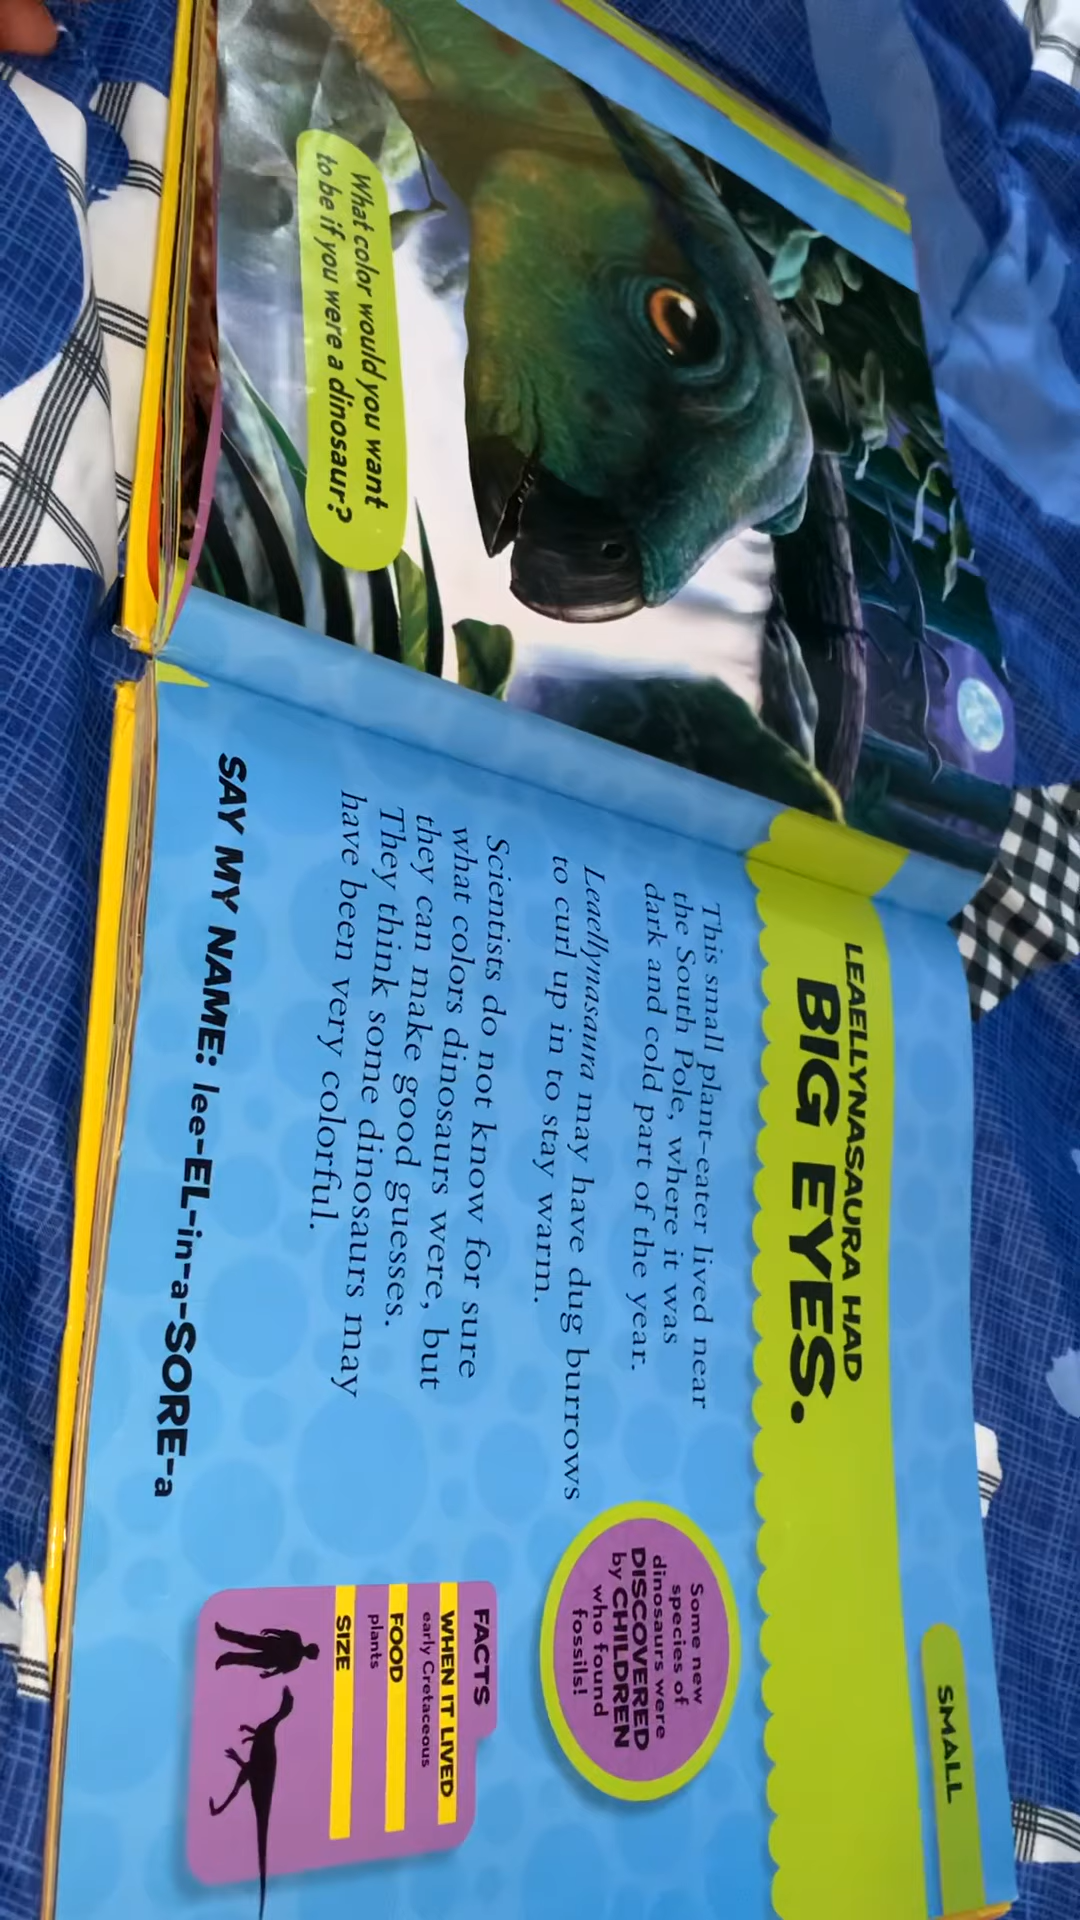 What color would you want
to be if you were a dinosaur?
SMALL
LEAELLYNASAURA HAD
BIG EYES.
This small plant-eater lived near
the South Pole, where it was
dark and cold part of the year.
Leaellynasaura may have dug burrows
to curl up in to stay warm.
Scientists do not know for sure
what colors dinosaurs were, but
they can make good guesses.
They think some dinosaurs may
have been very colorful.
SAY MY NAME: lee-EL-in-a-SORE-a
Some new
species of
dinosaurs were
DISCOVERED
by CHILDREN
who found
fossils!
FACTS
WHEN IT LIVED
early Cretaceous
FOOD
plants
SIZE